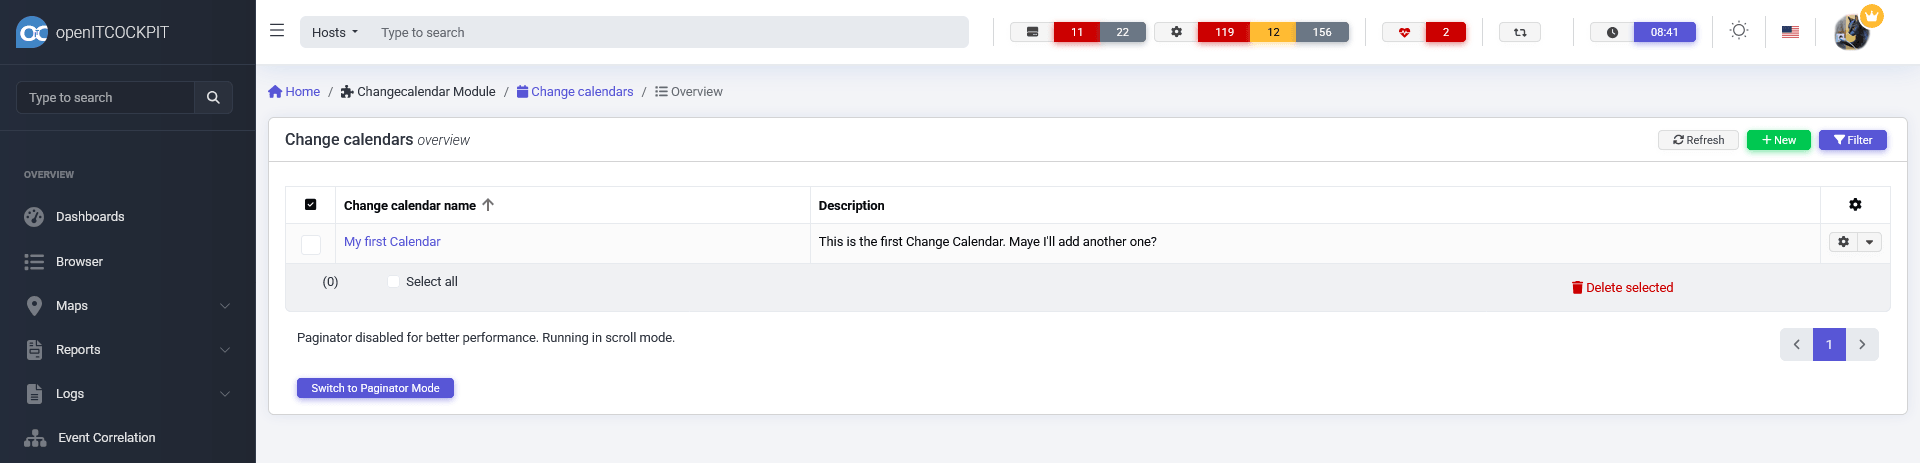 openITCOCKPIT
Hosts Type to search
11 22
119 12 156
2
08:41
Type to search
OVERVIEW
Dashboards
Browser
Maps
Reports
Logs
Event Correlation
Home / Changecalendar Module / Change calendars / Overview
Change calendars overview
Refresh New Filter
Change calendar name Description
My first Calendar This is the first Change Calendar. Maye I'll add another one?
(0) Select all Delete selected
Paginator disabled for better performance. Running in scroll mode.
1
Switch to Paginator Mode